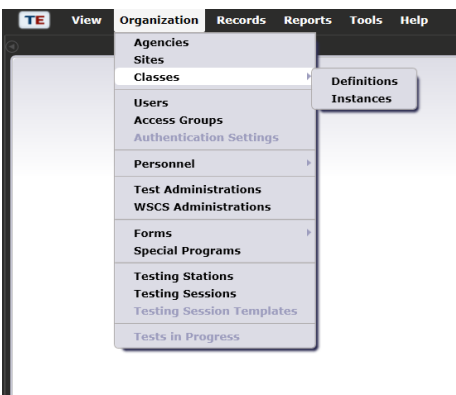 TE View Organization Records Reports Tools Help
Agencies
Sites
Classes
Definitions
Instances
Users
Access Groups
Authentication Settings
Personnel
Test Administrations
WSCS Administrations
Forms
Special Programs
Testing Stations
Testing Sessions
Testing Session Templates
Tests in Progress